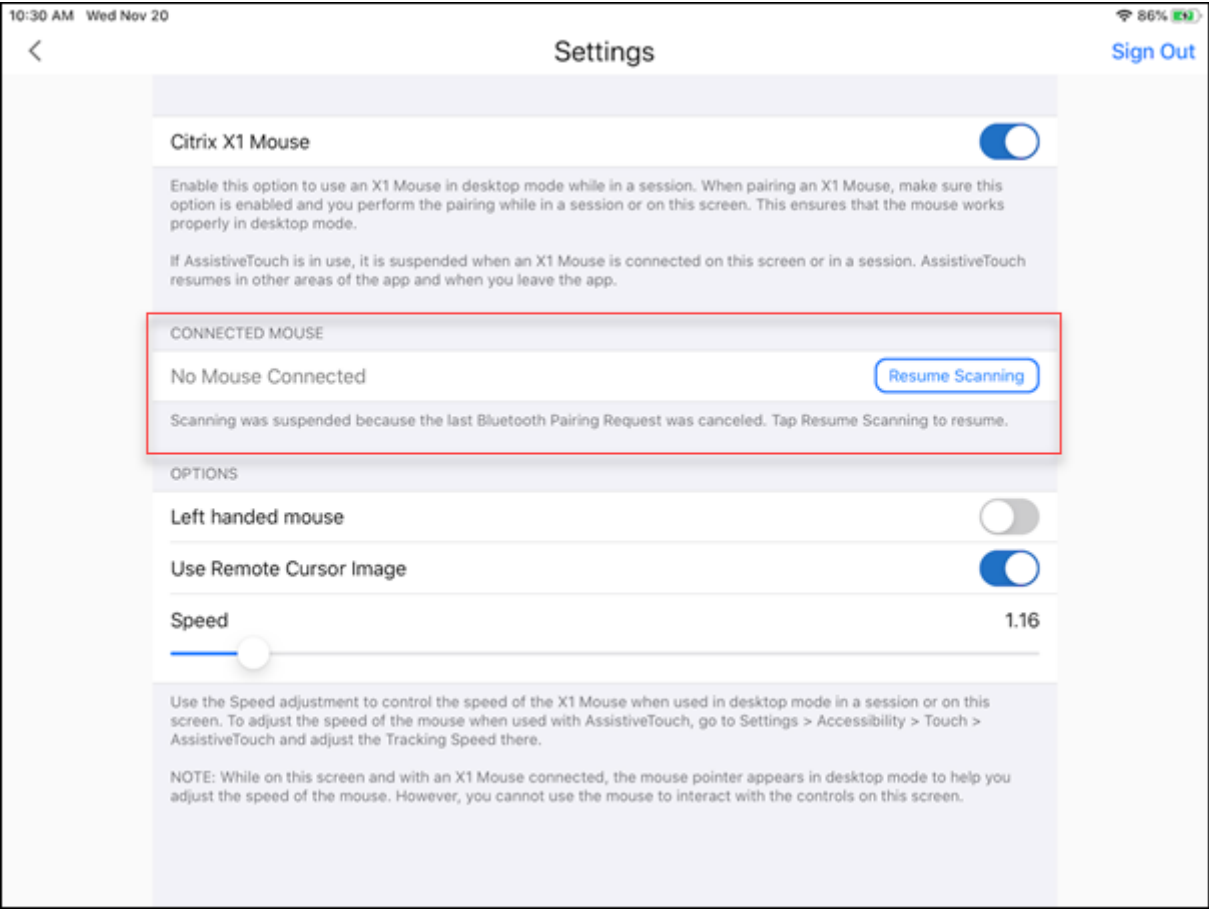 10:30 AM Wed Nov 20
86%
Settings
Sign Out
Citrix X1 Mouse
Enable this option to use an X1 Mouse in desktop mode while in a session. When pairing an X1 Mouse, make sure this
option is enabled and you perform the pairing while in a session or on this screen. This ensures that the mouse works
properly in desktop mode.
If AssistiveTouch is in use, it is suspended when an X1 Mouse is connected on this screen or in a session. AssistiveTouch
resumes in other areas of the app and when you leave the app.
CONNECTED MOUSE
No Mouse Connected
Resume Scanning
Scanning was suspended because the last Bluetooth Pairing Request was canceled. Tap Resume Scanning to resume.
OPTIONS
Left handed mouse
Use Remote Cursor Image
Speed
1.16
Use the Speed adjustment to control the speed of the X1 Mouse when used in desktop mode in a session or on this
screen. To adjust the speed of the mouse when used with AssistiveTouch, go to Settings > Accessibility > Touch >
AssistiveTouch and adjust the Tracking Speed there.
NOTE: While on this screen and with an X1 Mouse connected, the mouse pointer appears in desktop mode to help you
adjust the speed of the mouse. However, you cannot use the mouse to interact with the controls on this screen.